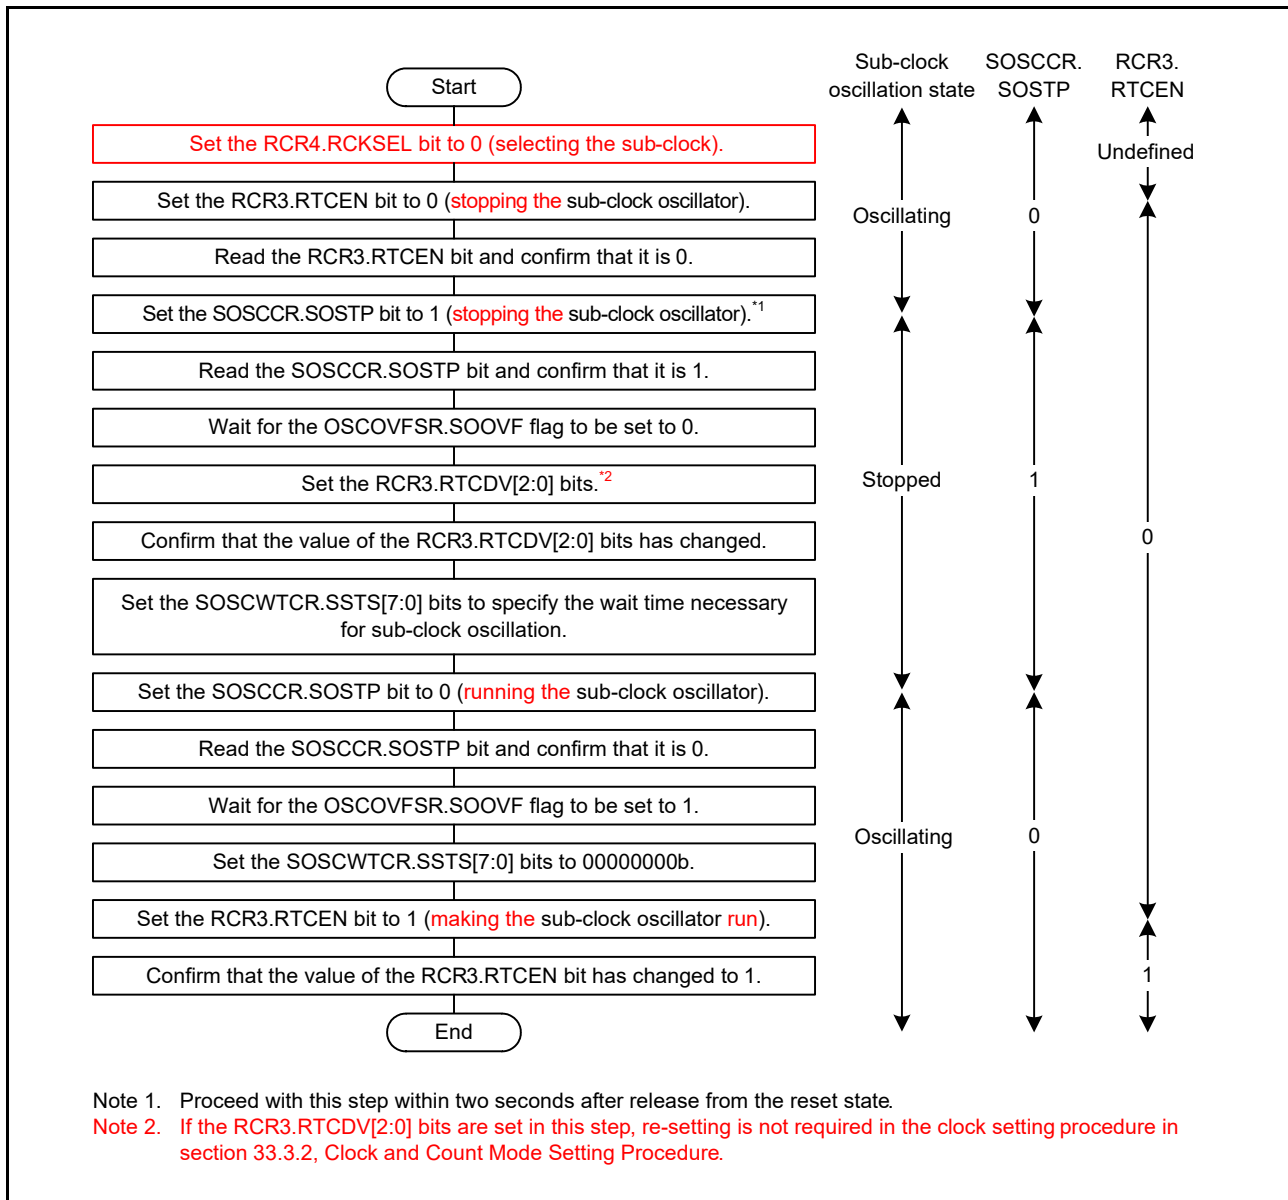 Sub-clock
oscillation state
SOSCCR.
SOSTP
RCR3.
RTCEN
Start
Set the RCR4.RCKSEL bit to 0 (selecting the sub-clock).
Undefined
Set the RCR3.RTCEN bit to 0 (stopping the sub-clock oscillator).
Oscillating
0
Read the RCR3.RTCEN bit and confirm that it is 0.
Set the SOSCCR.SOSTP bit to 1 (stopping the sub-clock oscillator).*1
Read the SOSCCR.SOSTP bit and confirm that it is 1.
Wait for the OSCOVFSR.SOOVF flag to be set to 0.
Set the RCR3.RTCDV[2:0] bits.*2
Stopped
1
Confirm that the value of the RCR3.RTCDV[2:0] bits has changed.
0
Set the SOSCWTCR.SSTS[7:0] bits to specify the wait time necessary
for sub-clock oscillation.
Set the SOSCCR.SOSTP bit to 0 (running the sub-clock oscillator).
Read the SOSCCR.SOSTP bit and confirm that it is 0.
Wait for the OSCOVFSR.SOOVF flag to be set to 1.
Oscillating
0
Set the SOSCWTCR.SSTS[7:0] bits to 00000000b.
Set the RCR3.RTCEN bit to 1 (making the sub-clock oscillator run).
Confirm that the value of the RCR3.RTCEN bit has changed to 1.
1
End
Note 1. Proceed with this step within two seconds after release from the reset state.
Note 2. If the RCR3.RTCDV[2:0] bits are set in this step, re-setting is not required in the clock setting procedure in
section 33.3.2, Clock and Count Mode Setting Procedure.